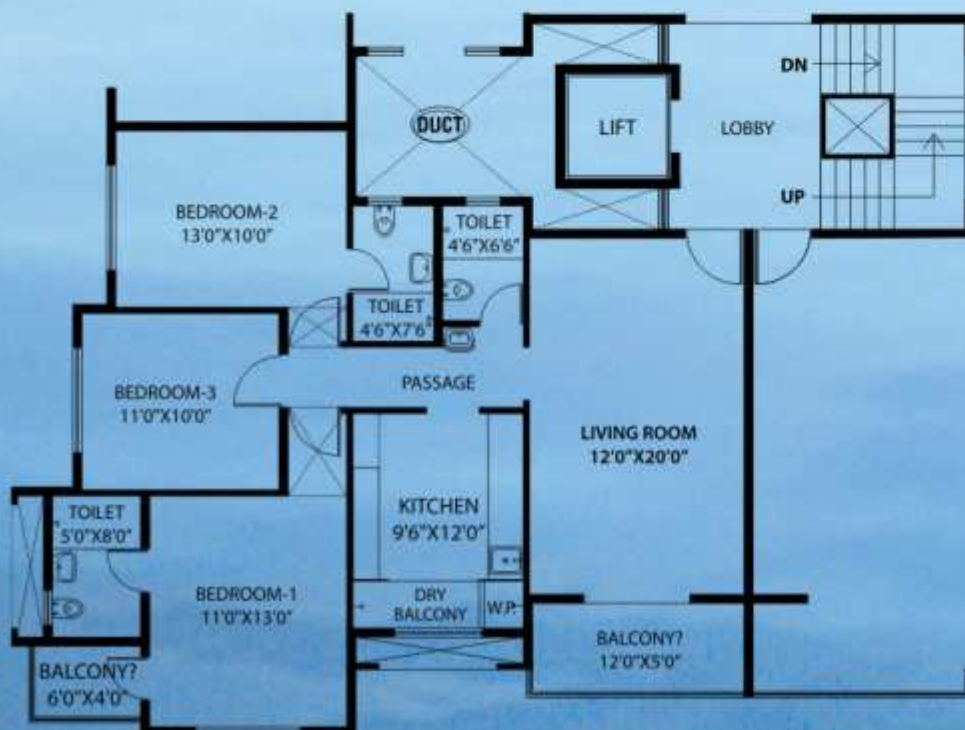 DUCT
LIFT
LOBBY
DN
UP
BEDROOM-2
13'0"X10'0"
TOILET
4'6"X6'6"
TOILET
4'6"X7'6"
BEDROOM-3
11'0"X10'0"
PASSAGE
LIVING ROOM
12'0"X20'0"
KITCHEN
9'6"X12'0"
TOILET
5'0"X8'0"
BEDROOM-1
11'0"X13'0"
DRY
BALCONY
W.P.
BALCONY?
12'0"X5'0"
BALCONY?
6'0"X4'0"